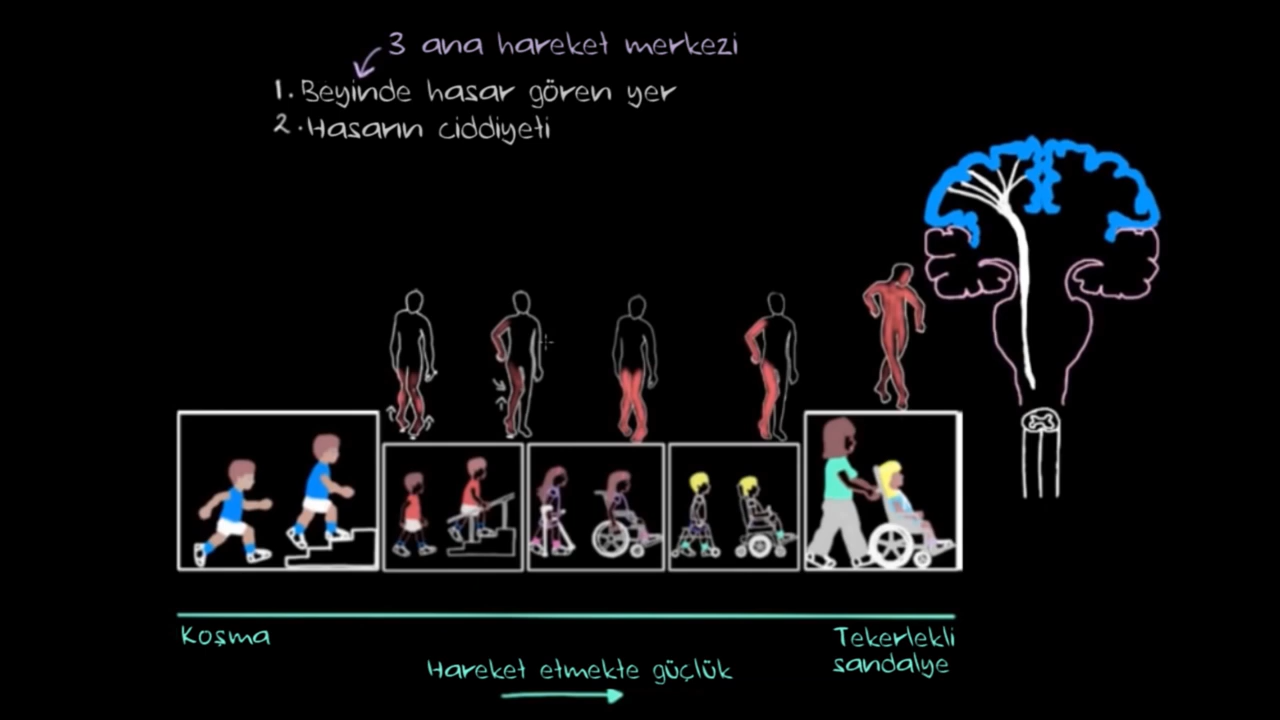 3 ana hareket merkezi
1. Beyinde hasar gören yer
2. Hasarın ciddiyeti
Koşma
Tekerlekli
sandalye
Hareket etmekte güçlük